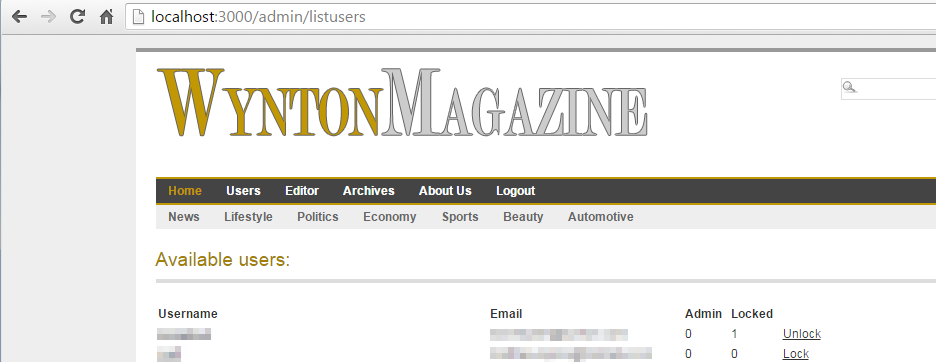 localhost:3000/admin/listusers
WYNTONMAGAZINE
Home Users Editor Archives About Us Logout
News Lifestyle Politics Economy Sports Beauty Automotive
Available users:
Username Email Admin Locked
0 1 Unlock
0 0 Lock